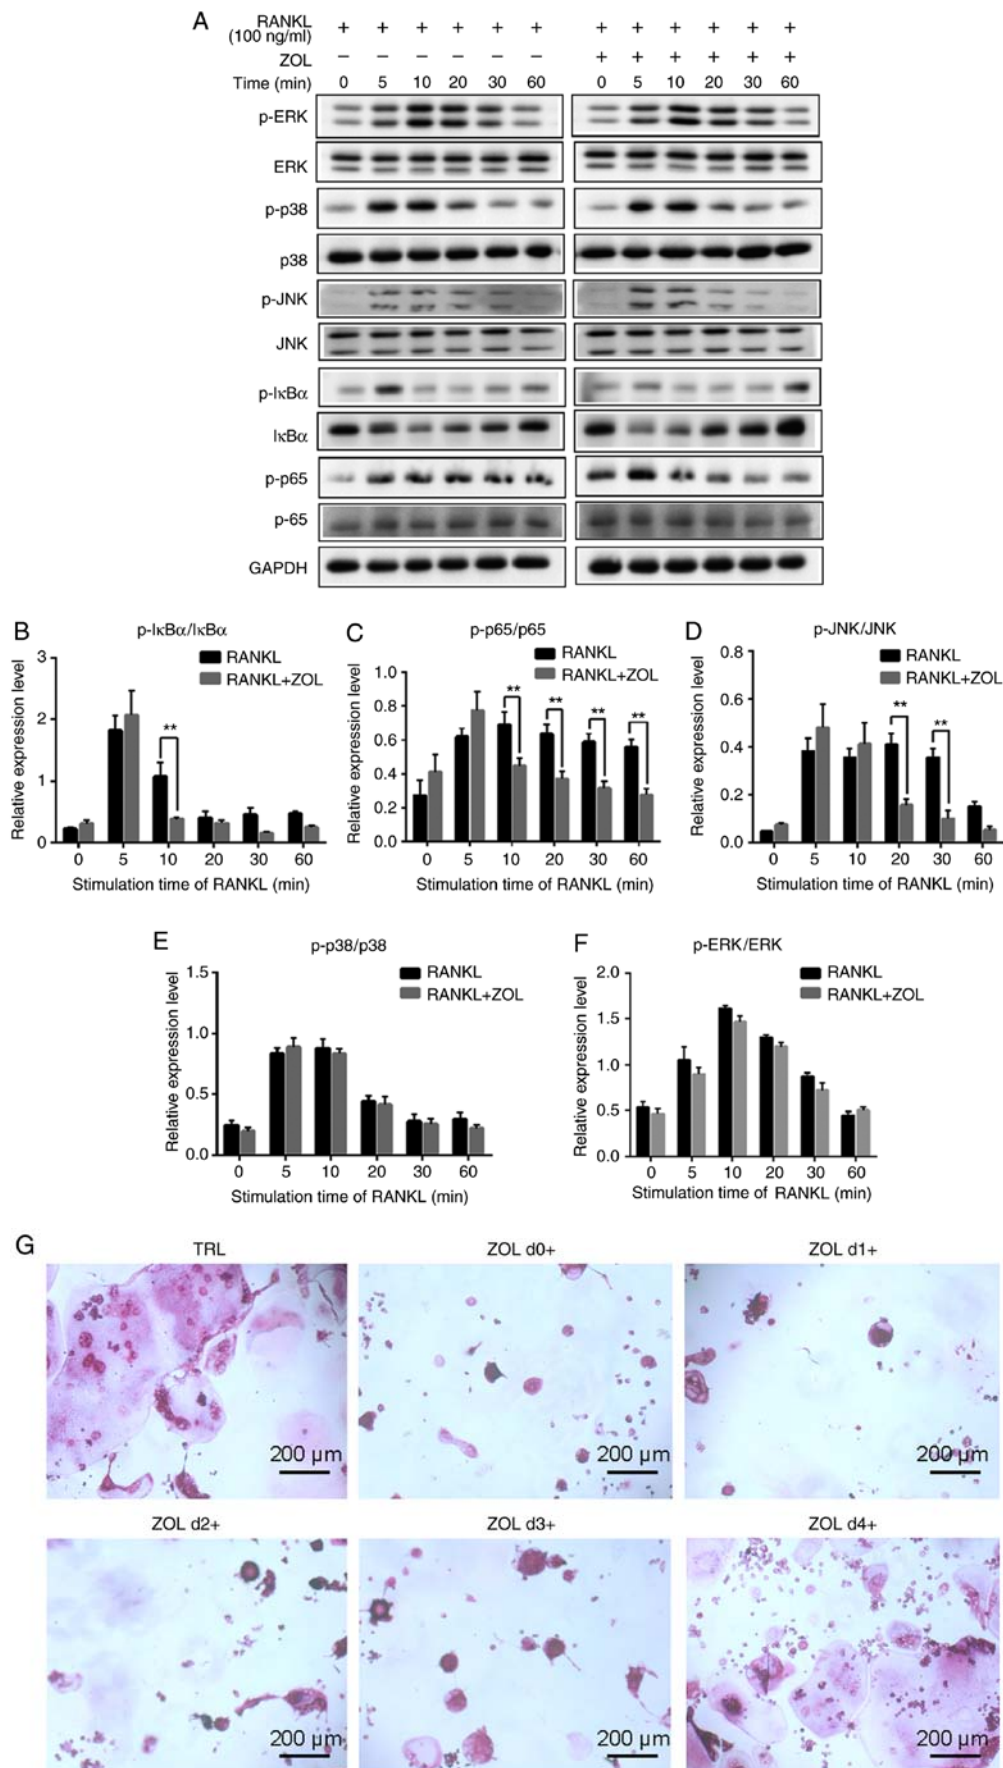 A
RANKL + + + + + + + + + + + +
(100 ng/ml)
ZOL − − − − − − + + + + + +
Time (min) 0 5 10 20 30 60 0 5 10 20 30 60
p-ERK
ERK
p-p38
p38
p-JNK
JNK
p-IκBα
IκBα
p-p65
p-65
GAPDH
B
p-IκBα/IκBα
RANKL
RANKL+ZOL
Relative expression level
3
2
1
0
**
0 5 10 20 30 60
Stimulation time of RANKL (min)
C
p-p65/p65
RANKL
RANKL+ZOL
Relative expression level
1.0
0.8
0.6
0.4
0.2
0.0
** ** ** **
0 5 10 20 30 60
Stimulation time of RANKL (min)
D
p-JNK/JNK
RANKL
RANKL+ZOL
Relative expression level
0.8
0.6
0.4
0.2
0.0
** **
0 5 10 20 30 60
Stimulation time of RANKL (min)
E
p-p38/p38
RANKL
RANKL+ZOL
Relative expression level
1.5
1.0
0.5
0.0
0 5 10 20 30 60
Stimulation time of RANKL (min)
F
p-ERK/ERK
RANKL
RANKL+ZOL
Relative expression level
2.0
1.5
1.0
0.5
0.0
0 5 10 20 30 60
Stimulation time of RANKL (min)
G
TRL
200 µm
ZOL d0+
200 µm
ZOL d1+
200 µm
ZOL d2+
200 µm
ZOL d3+
200 µm
ZOL d4+
200 µm